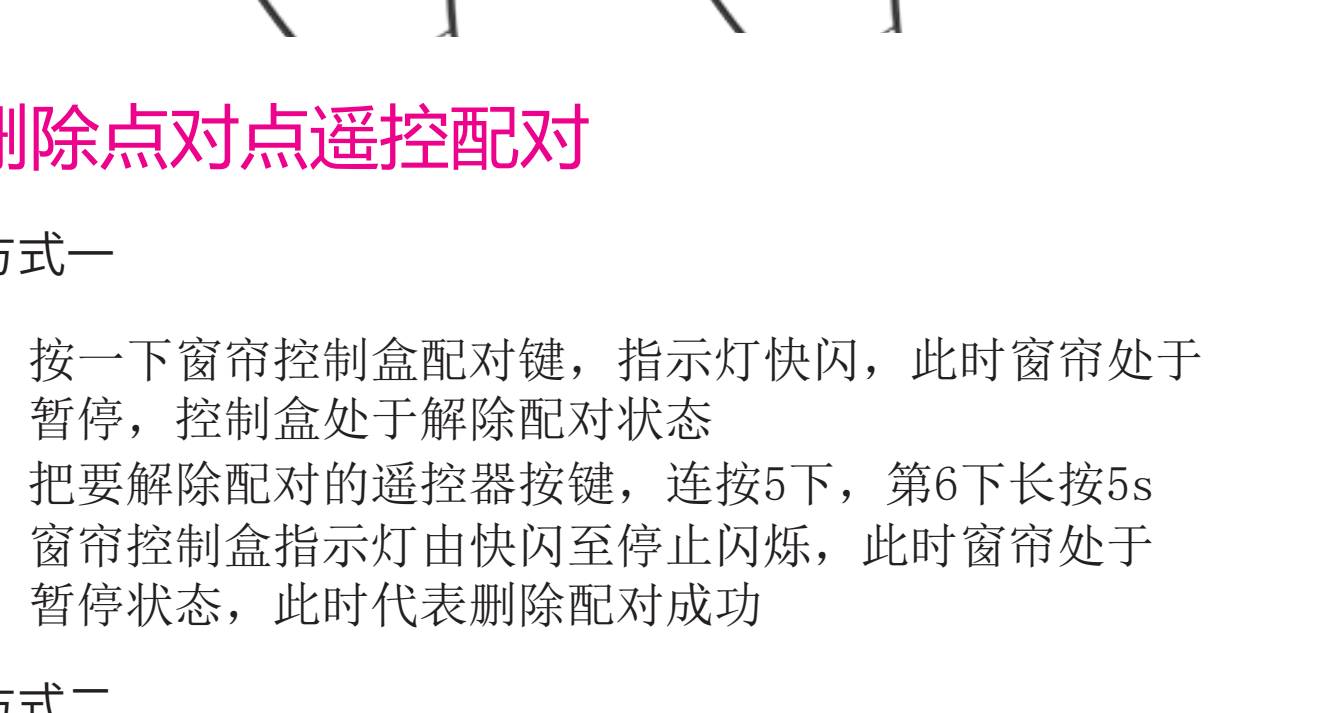 删除点对点遥控配对
方式一
按一下窗帘控制盒配对键，指示灯快闪，此时窗帘处于
暂停，控制盒处于解除配对状态
把要解除配对的遥控器按键，连按5下，第6下长按5s
窗帘控制盒指示灯由快闪至停止闪烁，此时窗帘处于
暂停状态，此时代表删除配对成功
方式二